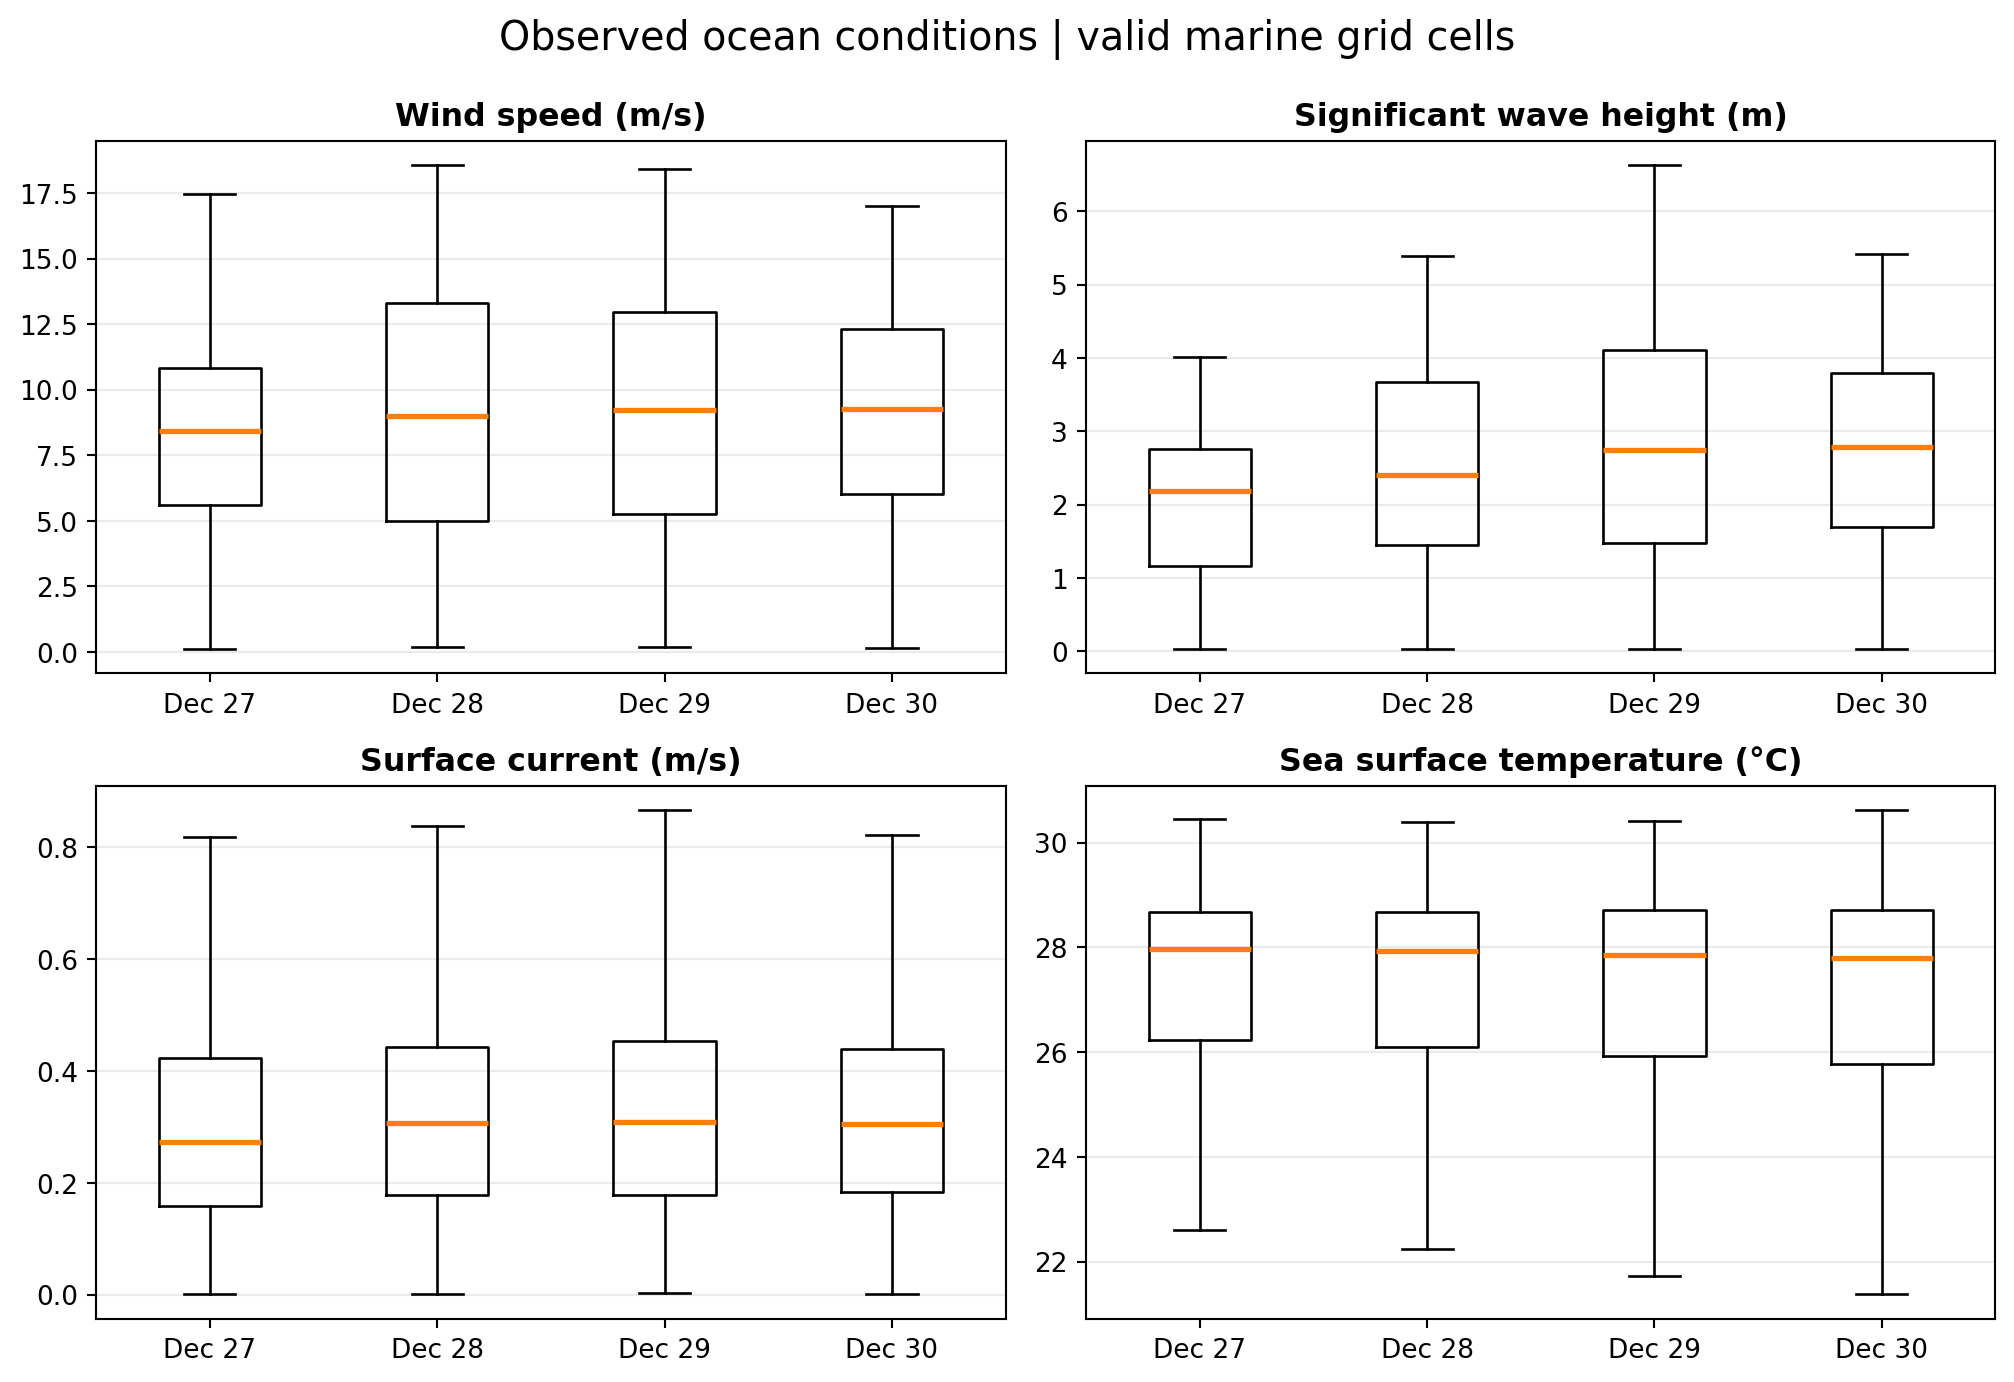 Observed ocean conditions | valid marine grid cells
Wind speed (m/s)
17.5
15.0
12.5
10.0
7.5
5.0
2.5
0.0
Dec 27 Dec 28 Dec 29 Dec 30
Significant wave height (m)
6
5
4
3
2
1
0
Dec 27 Dec 28 Dec 29 Dec 30
Surface current (m/s)
0.8
0.6
0.4
0.2
0.0
Dec 27 Dec 28 Dec 29 Dec 30
Sea surface temperature (°C)
30
28
26
24
22
Dec 27 Dec 28 Dec 29 Dec 30